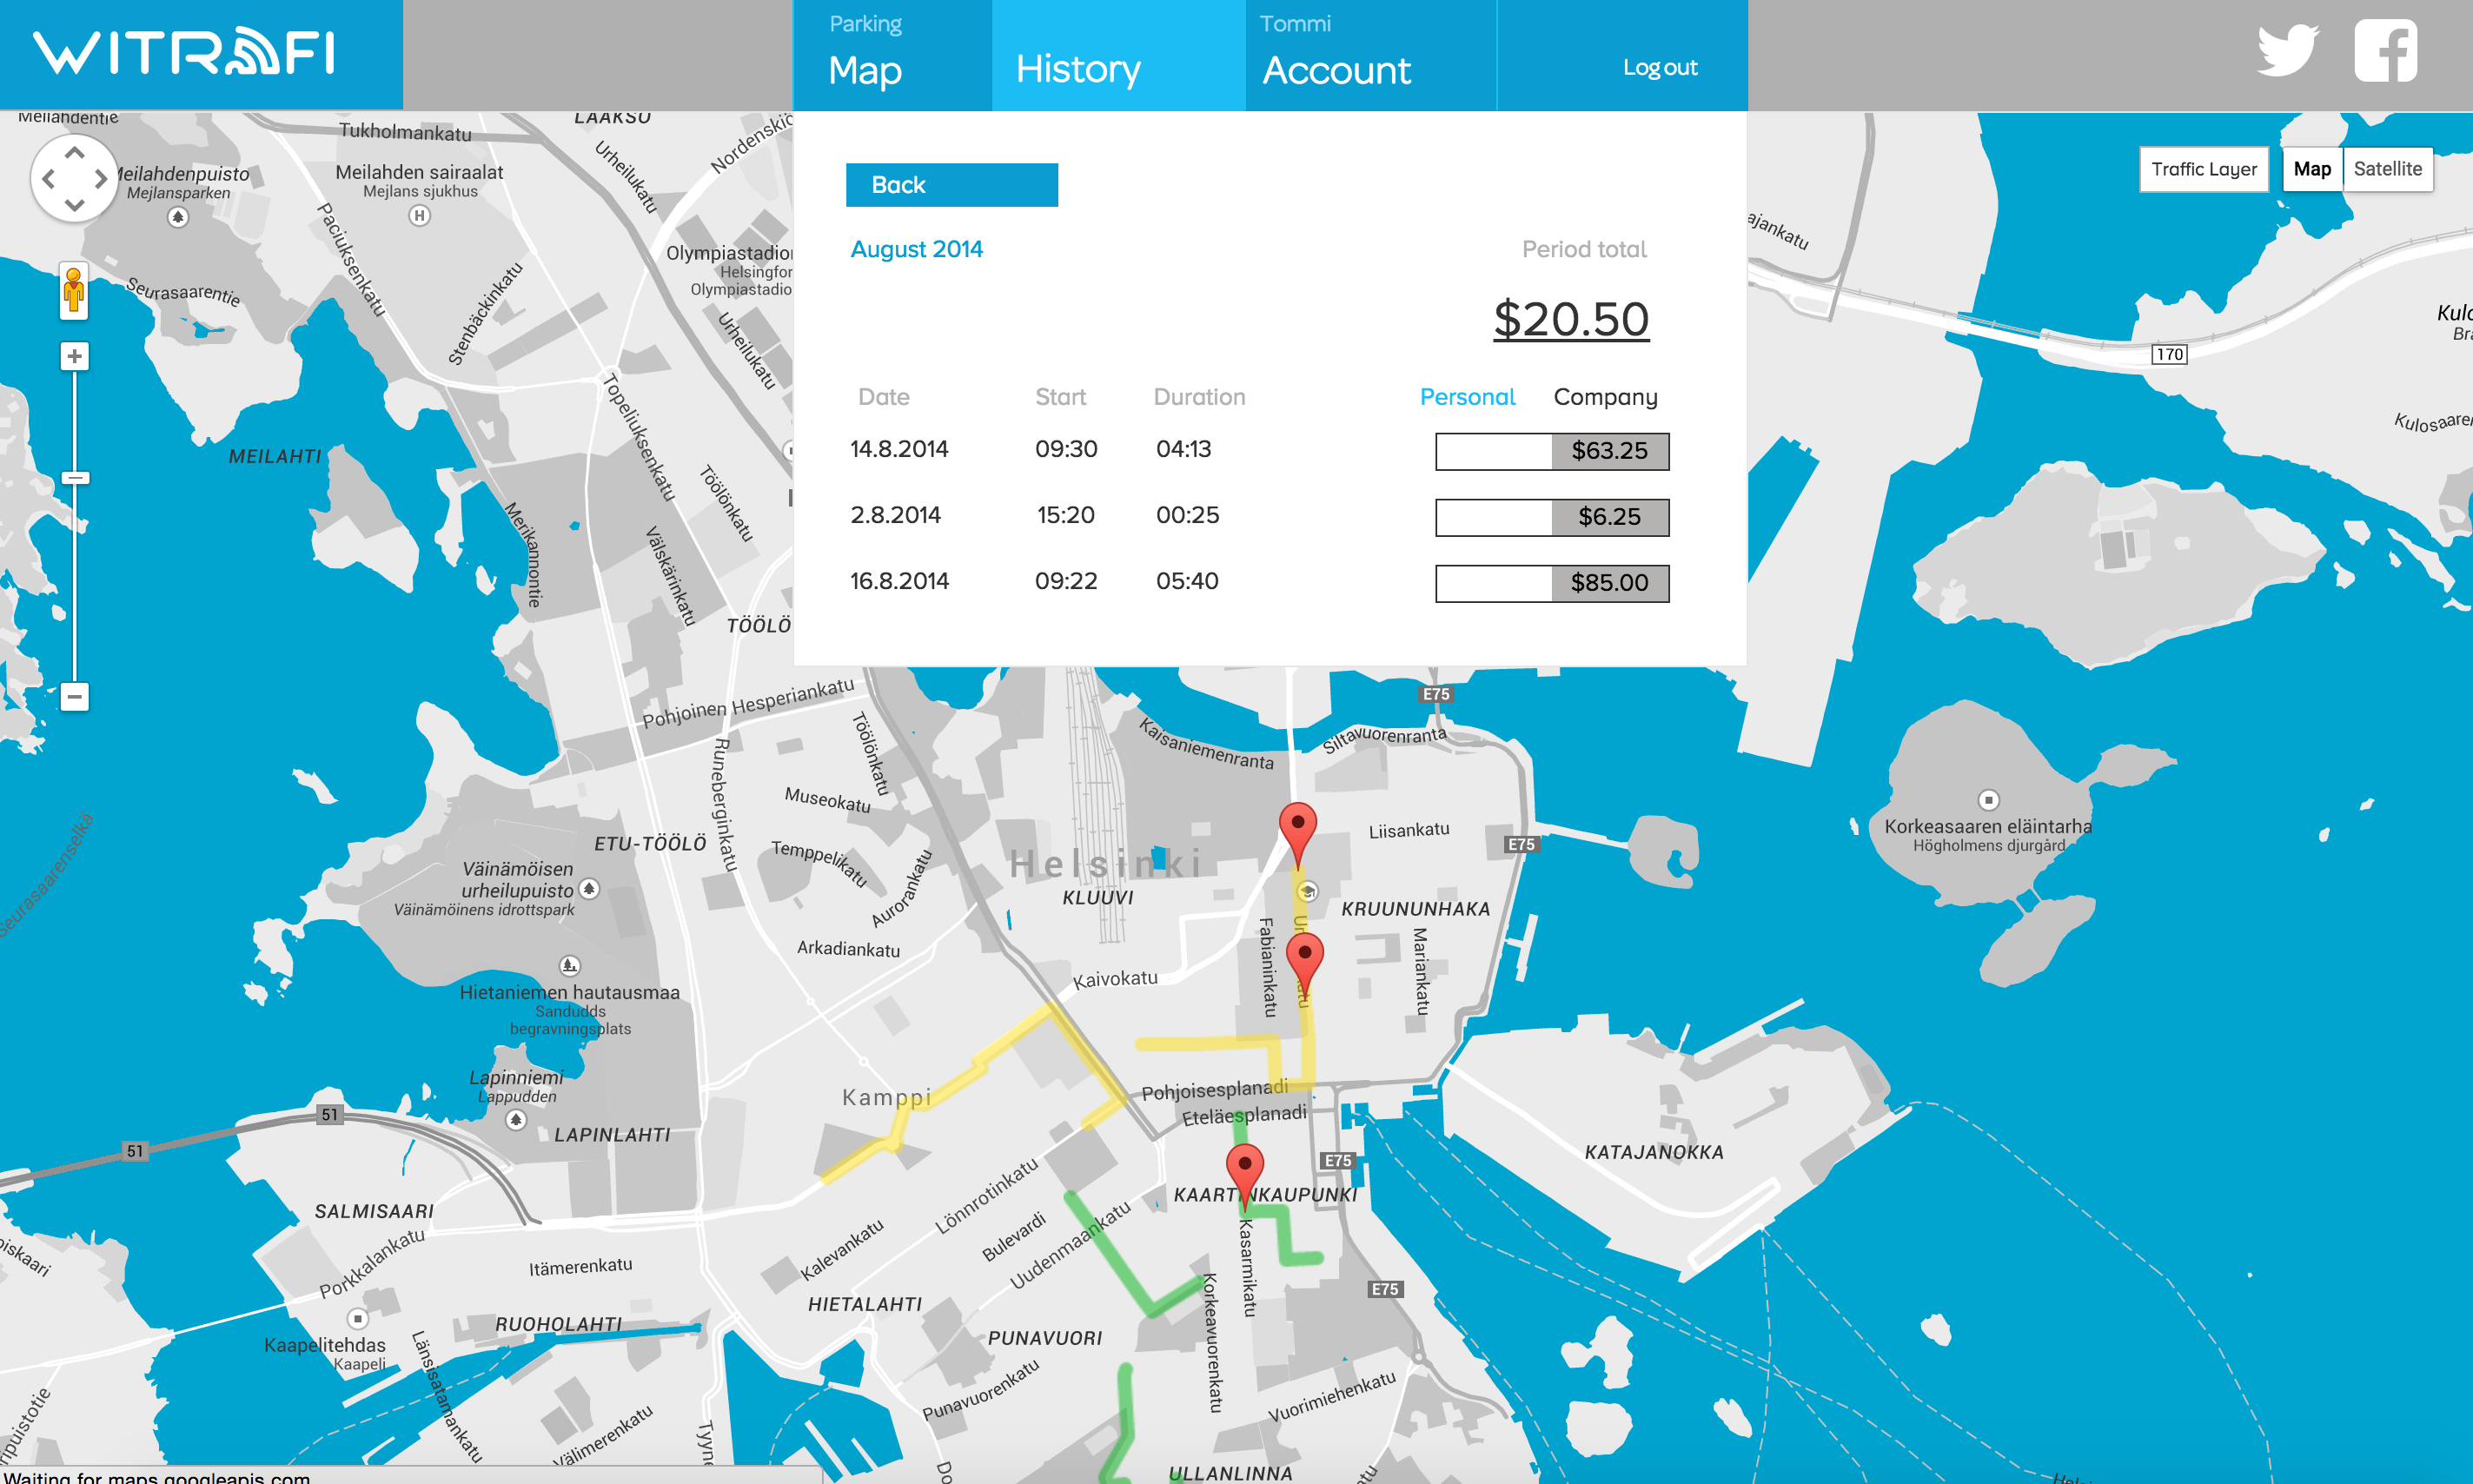 WITRAFI
Parking
Map
History
Tommi
Account
Log out
Back
August 2014
Period total
$20.50
Date Start Duration Personal Company
14.8.2014 09:30 04:13 $63.25
2.8.2014 15:20 00:25 $6.25
16.8.2014 09:22 05:40 $85.00
Traffic Layer
Map
Satellite
Meilahdentie
Tukholmankatu
LAAKSO
Urheilukatu
Meilahdenpuisto
Mejlansparken
Meilahden sairaalat
Mejlans sjukhus
H
Paciuksenkatu
Olympiastadion
Helsingfor
Olympiastadio
Seurasaarentie
Stenbäckinkatu
Urheilukatu
ajankatu
170
Kulosaaren
MEILAHTI
Topeliuksenkatu
Töölönkatu
Merikannontie
Välskärinkatu
TÖÖLÖ
Pohjoinen Hesperiankatu
Töölönkatu
Runeberginkatu
E75
Kaisaniemenranta
Siltavuorenranta
Museokatu
Korkeasaaren eläintarha
Högholmens djurgård
Liisankatu
E75
ETU-TÖÖLÖ
Temppelikatu
Helsinki
KLUUVI
Seurasaarenselkä
Väinämöisen
urheilupuisto
Väinämöinens idrottspark
Aurorankatu
KRUUNUNHAKA
Arkadiankatu
Fabianinkatu
Mariankatu
Kaivokatu
Hietaniemen hautausmaa
Sandudds
begravningsplats
Lapinniemi
Lappudden
Kamppi
Pohjoisesplanadi
Eteläesplanadi
51
51
LAPINLAHTI
KATAJANOKKA
E75
KAARTINKAUPUNKI
SALMISAARI
Lönnrotinkatu
Bulevardi
Uudenmaankatu
Kasarmikatu
Porkkalankatu
Itämerenkatu
Kalevankatu
E75
HIETALAHTI
Korkeavuorenkatu
RUOHOLAHTI
PUNAVUORI
Kaapelitehdas
Kaapeli
Länsisatamankatu
Punavuorenkatu
Vuorimiehenkatu
Välimerenkatu
ULLANLINNA
Waiting for maps.googleapis.com